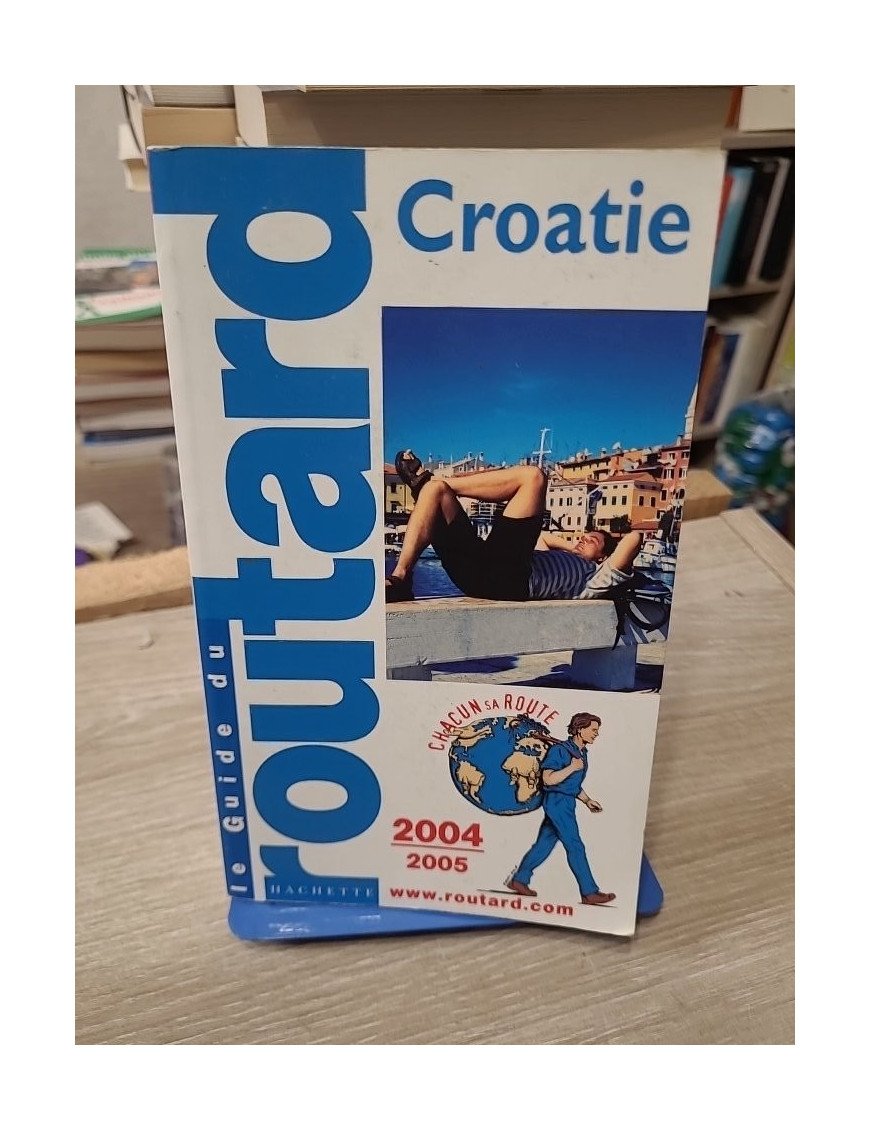 Croatie
le Guide du
routard
HACHETTE
CHACUN SA ROUTE
2004
2005
www.routard.com